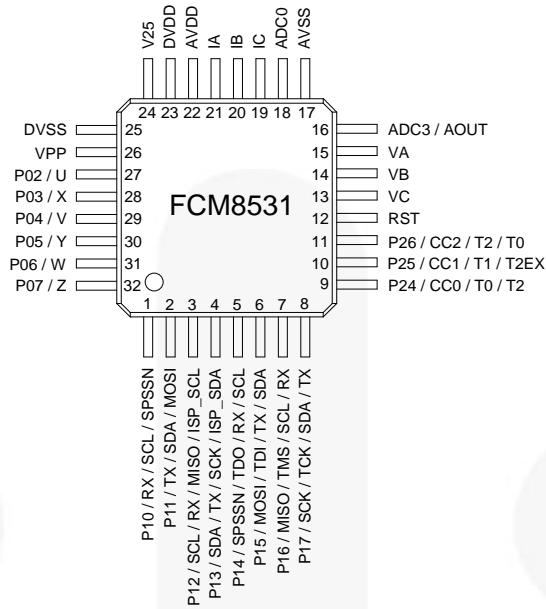 V25
DVDD
AVDD
IA
IB
IC
ADC0
AVSS
24 23 22 21 20 19 18 17
DVSS 25
VPP 26
P02 / U 27
P03 / X 28
P04 / V 29
P05 / Y 30
P06 / W 31
P07 / Z 32
FCM8531
16 ADC3 / AOUT
15 VA
14 VB
13 VC
12 RST
11 P26 / CC2 / T2 / T0
10 P25 / CC1 / T1 / T2EX
9 P24 / CC0 / T0 / T2
1 2 3 4 5 6 7 8
P10 / RX / SCL / SPSSN
P11 / TX / SDA / MOSI
P12 / SCL / RX / MISO / ISP_SCL
P13 / SDA / TX / SCK / ISP_SDA
P14 / SPSSN / TDO / RX / SCL
P15 / MOSI / TDI / TX / SDA
P16 / MISO / TMS / SCL / RX
P17 / SCK / TCK / SDA / TX